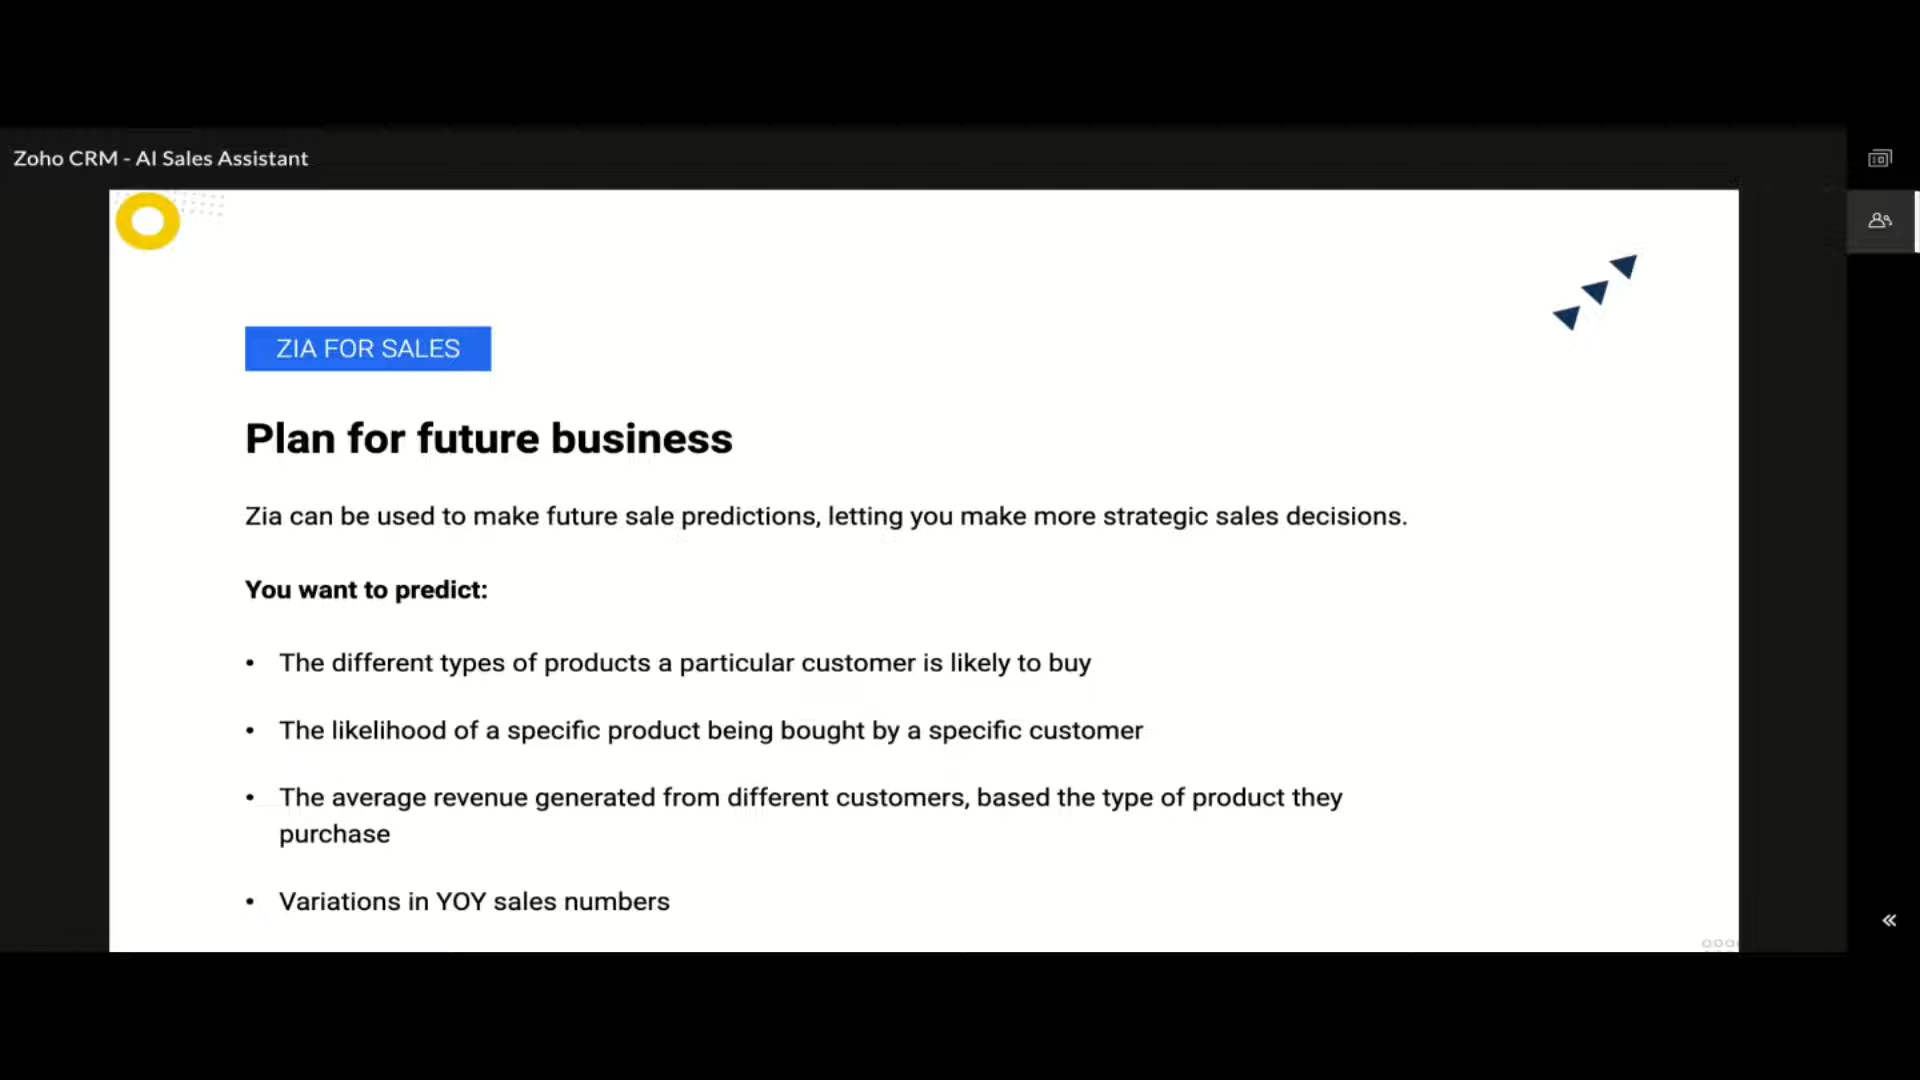 Zoho CRM - AI Sales Assistant
ZIA FOR SALES
Plan for future business
Zia can be used to make future sale predictions, letting you make more strategic sales decisions.
You want to predict:
• The different types of products a particular customer is likely to buy
• The likelihood of a specific product being bought by a specific customer
• The average revenue generated from different customers, based the type of product they
purchase
• Variations in YOY sales numbers